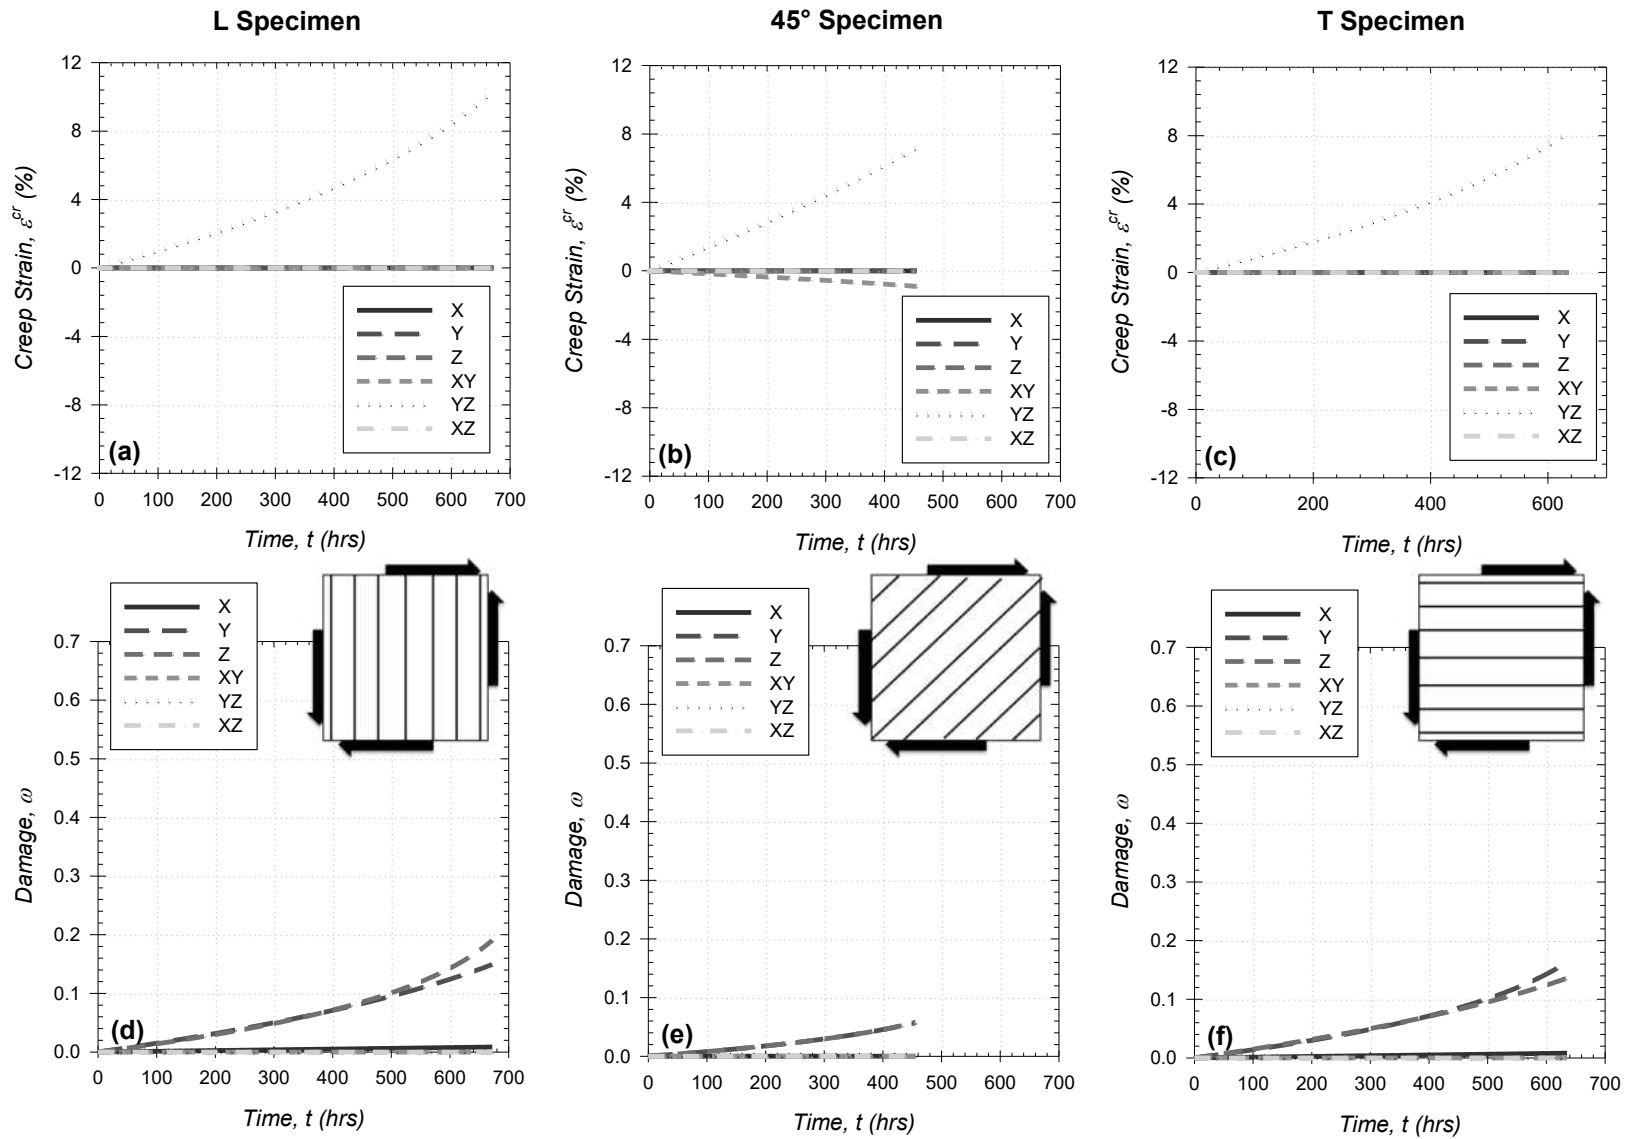 L Specimen
45° Specimen
T Specimen
12
8
4
0
-4
-8
-12
Creep Strain, ε^cr (%)
X
Y
Z
XY
YZ
XZ
(a)
0 100 200 300 400 500 600 700
Time, t (hrs)
12
8
4
0
-4
-8
-12
Creep Strain, ε^cr (%)
X
Y
Z
XY
YZ
XZ
(b)
0 100 200 300 400 500 600 700
Time, t (hrs)
12
8
4
0
-4
-8
-12
Creep Strain, ε^cr (%)
X
Y
Z
XY
YZ
XZ
(c)
0 200 400 600
Time, t (hrs)
X
Y
Z
XY
YZ
XZ
0.7
0.6
0.5
0.4
0.3
0.2
0.1
0.0
Damage, ω
(d)
0 100 200 300 400 500 600 700
Time, t (hrs)
X
Y
Z
XY
YZ
XZ
0.7
0.6
0.5
0.4
0.3
0.2
0.1
0.0
Damage, ω
(e)
0 100 200 300 400 500 600 700
Time, t (hrs)
X
Y
Z
XY
YZ
XZ
0.7
0.6
0.5
0.4
0.3
0.2
0.1
0.0
Damage, ω
(f)
0 100 200 300 400 500 600 700
Time, t (hrs)